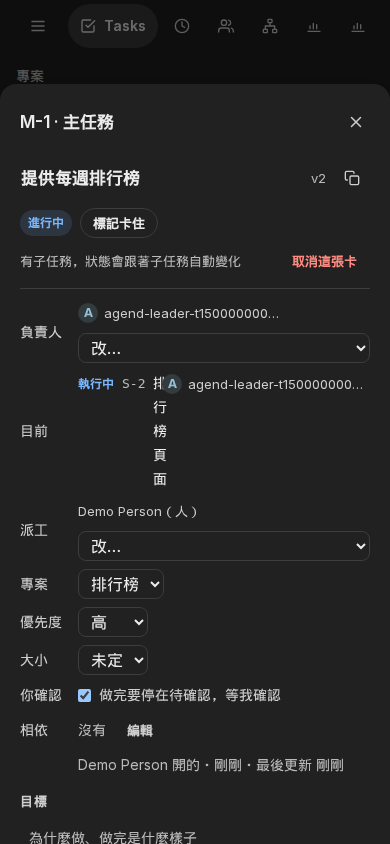 Tasks
專案
M-1 · 主任務
提供每週排行榜
v2
進行中
標記卡住
有子任務，狀態會跟著子任務自動變化
取消這張卡
負責人
A agend-leader-t150000000…
改…
目前
執行中 S-2 排行榜頁面
A agend-leader-t150000000…
派工
Demo Person（人）
改…
專案 排行榜
優先度 高
大小 未定
你確認 做完要停在待確認，等我確認
相依 沒有 編輯
Demo Person 開的・剛剛・最後更新 剛剛
目標
為什麼做、做完是什麼樣子